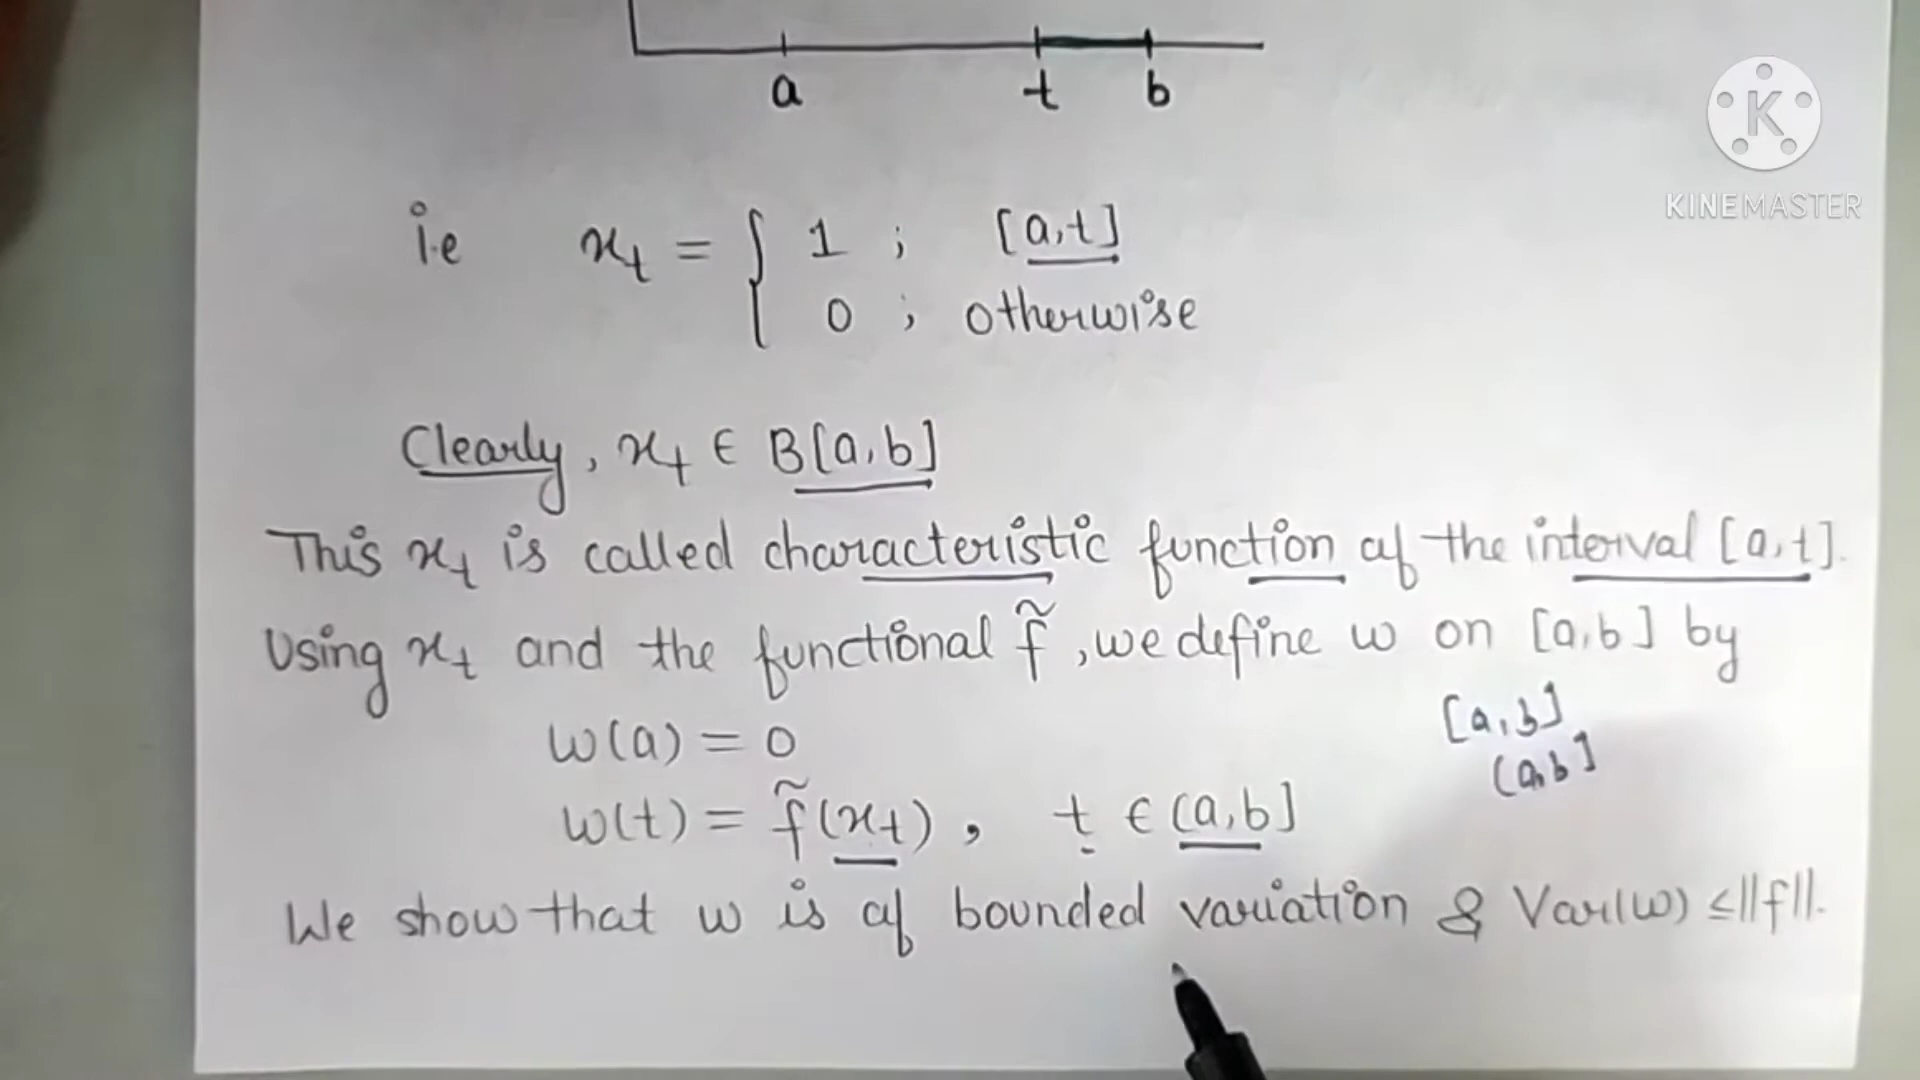 a t b
K
KINEMASTER
i.e x_t = { 1 ; [a,t]
0 ; otherwise
Clearly, x_t ∈ B[a,b]
This x_t is called characteristic function of the interval [a,t].
Using x_t and the functional f̃, we define w on [a,b] by
[a,b]
w(a) = 0
(a,b]
w(t) = f̃(x_t), t ∈ (a,b]
We show that w is of bounded variation & Var(w) ≤ ||f||.